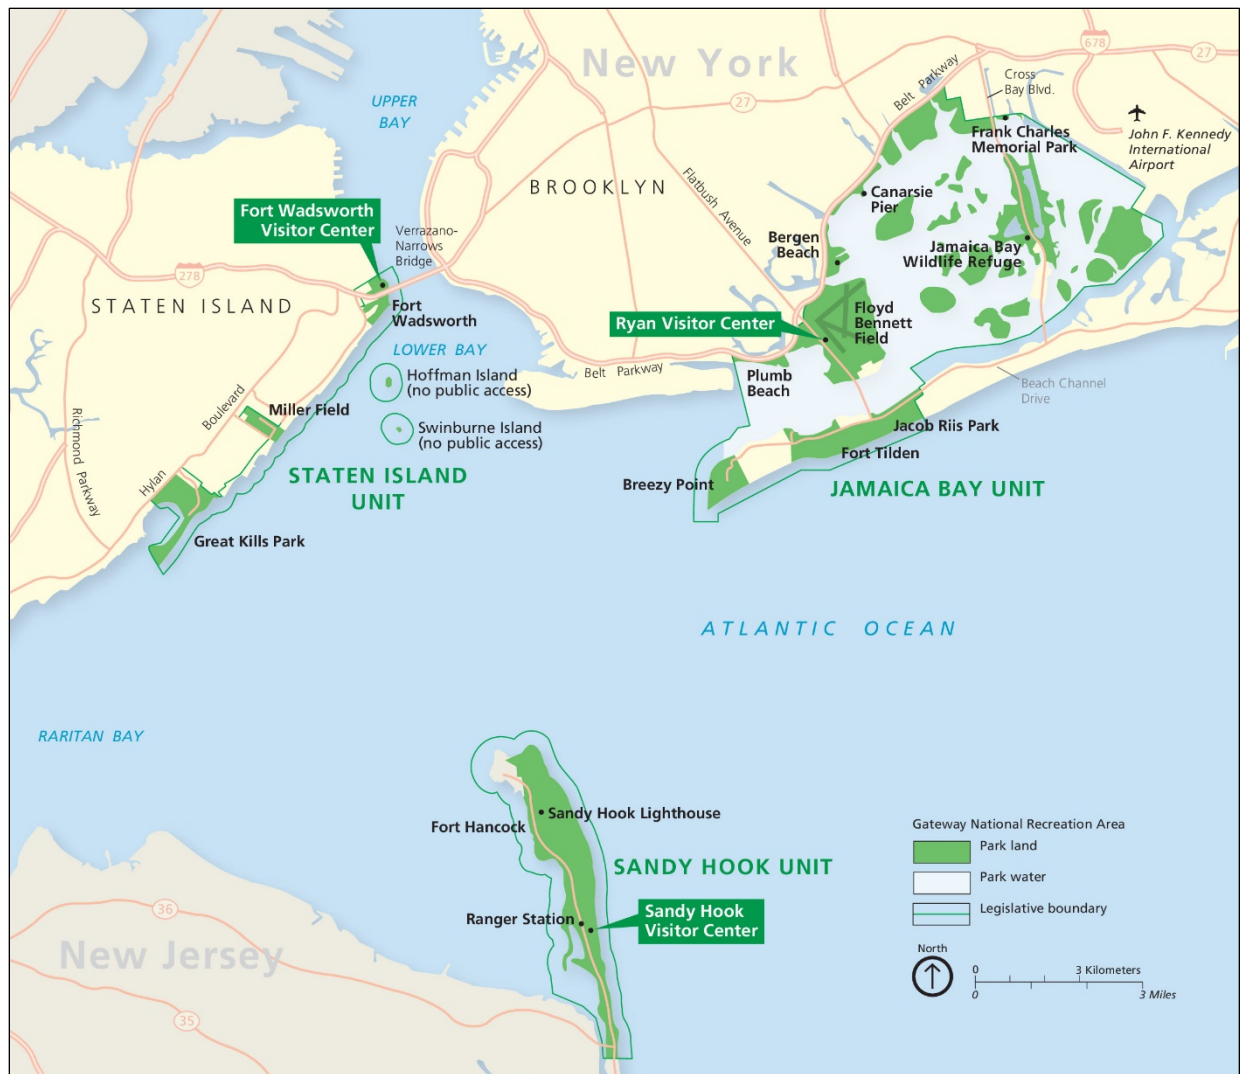 New York
UPPER
BAY
678
27
27
Belt Parkway
Cross
Bay Blvd.
Frank Charles
Memorial Park
John F. Kennedy
International
Airport
BROOKLYN
Flatbush Avenue
Canarsie
Pier
Fort Wadsworth
Visitor Center
Verrazano-
Narrows
Bridge
Bergen
Beach
Jamaica Bay
Wildlife Refuge
278
STATEN ISLAND
Fort
Wadsworth
Ryan Visitor Center
Floyd
Bennett
Field
LOWER BAY
Belt Parkway
Hoffman Island
(no public access)
Plumb
Beach
Beach Channel
Drive
Boulevard
Miller Field
Swinburne Island
(no public access)
Richmond Parkway
Jacob Riis Park
Fort Tilden
Hylan
STATEN ISLAND
UNIT
Breezy Point
JAMAICA BAY UNIT
Great Kills Park
ATLANTIC OCEAN
RARITAN BAY
Sandy Hook Lighthouse
Fort Hancock
SANDY HOOK UNIT
Ranger Station
Sandy Hook
Visitor Center
36
New Jersey
35
Gateway National Recreation Area
Park land
Park water
Legislative boundary
North
0
3 Kilometers
0
3 Miles